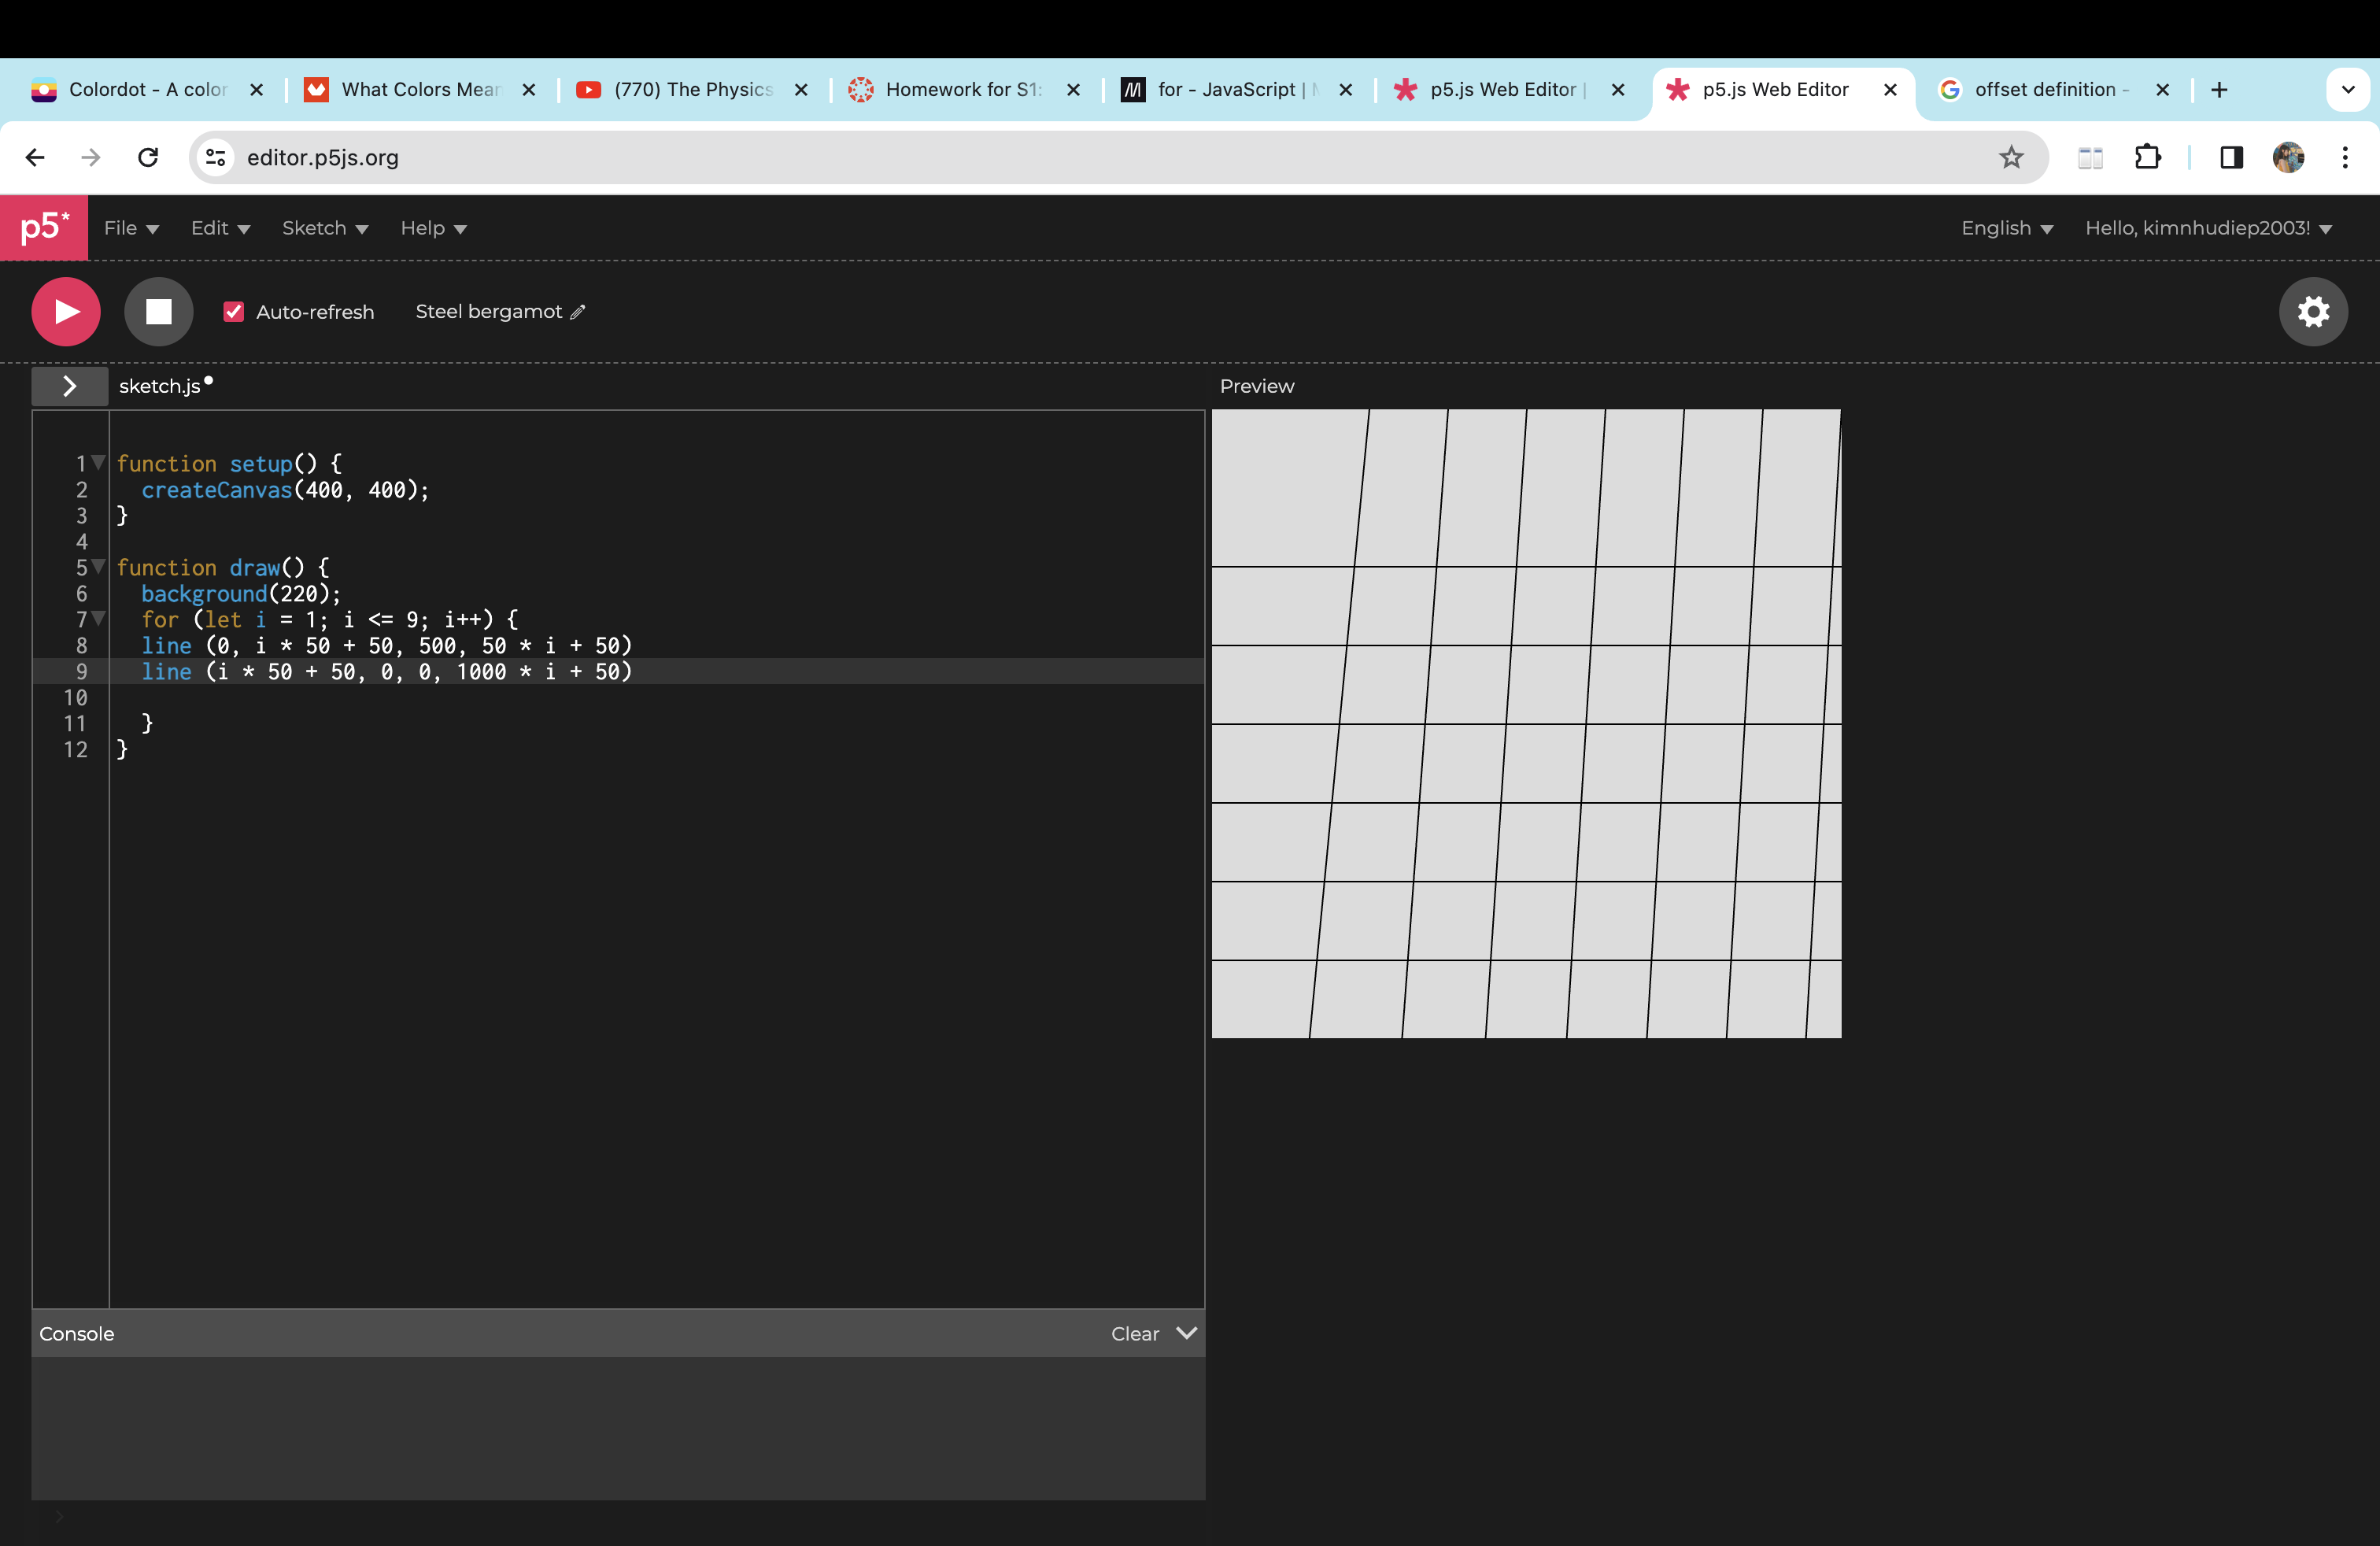 Colordot - A color
What Colors Mear
(770) The Physics
Homework for S1:
for - JavaScript |
p5.js Web Editor |
p5.js Web Editor
offset definition -
editor.p5js.org
p5*
File
Edit
Sketch
Help
English
Hello, kimnhudiep2003!
Auto-refresh
Steel bergamot
sketch.js
Preview
1 function setup() {
2   createCanvas(400, 400);
3 }
4
5 function draw() {
6   background(220);
7   for (let i = 1; i <= 9; i++) {
8   line (0, i * 50 + 50, 500, 50 * i + 50)
9   line (i * 50 + 50, 0, 0, 1000 * i + 50)
10
11   }
12 }
Console
Clear